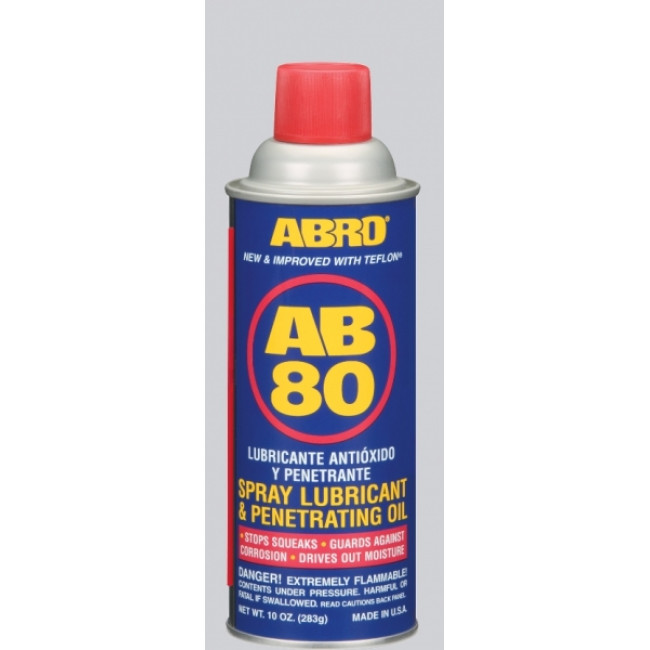 ABRO®
NEW & IMPROVED WITH TEFLON®
AB
80
LUBRICANTE ANTIÓXIDO
Y PENETRANTE
SPRAY LUBRICANT
& PENETRATING OIL
• STOPS SQUEAKS • GUARDS AGAINST
CORROSION • DRIVES OUT MOISTURE
DANGER! EXTREMELY FLAMMABLE!
CONTENTS UNDER PRESSURE. HARMFUL OR
FATAL IF SWALLOWED. READ CAUTIONS BACK PANEL.
NET WT. 10 OZ. (283g) MADE IN U.S.A.